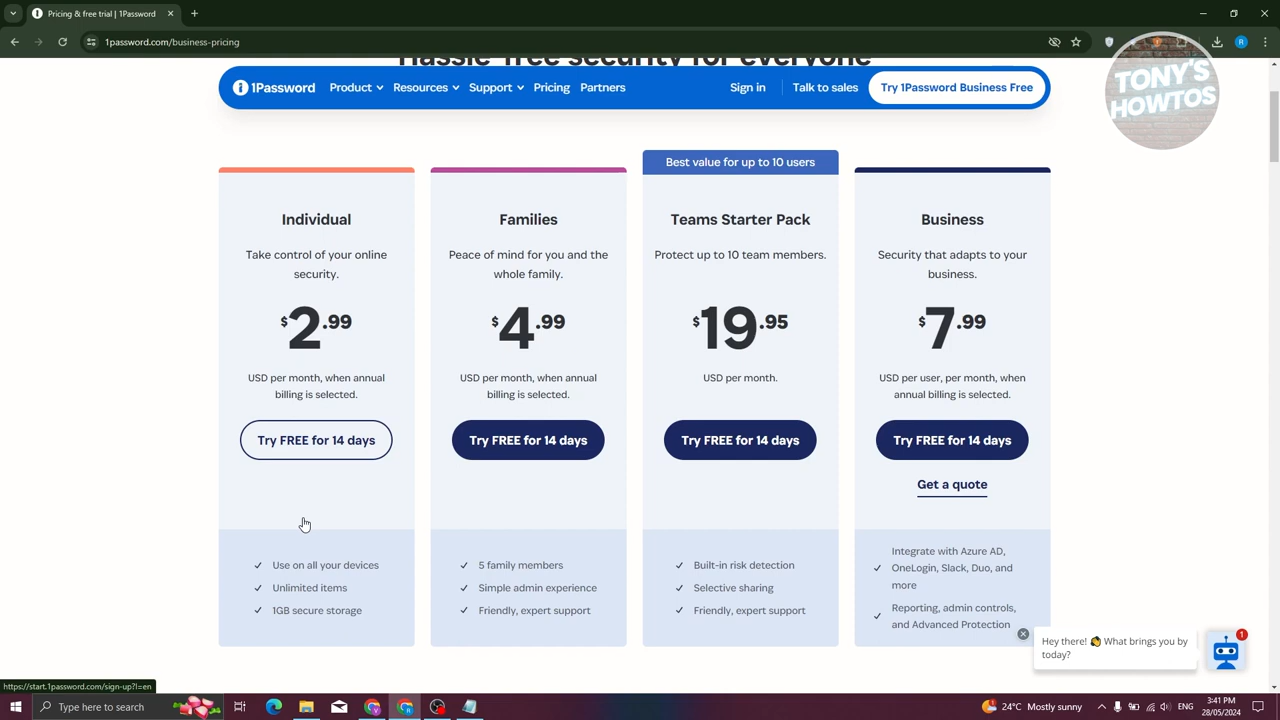 Pricing & free trial | 1Password
1password.com/business-pricing
Hassle-free security for everyone
1Password
Product
Resources
Support
Pricing
Partners
Sign in
Talk to sales
Try 1Password Business Free
TONY'S
HOWTOS
Individual
Take control of your online
security.
$2.99
USD per month, when annual
billing is selected.
Try FREE for 14 days
Use on all your devices
Unlimited items
1GB secure storage
Families
Peace of mind for you and the
whole family.
$4.99
USD per month, when annual
billing is selected.
Try FREE for 14 days
5 family members
Simple admin experience
Friendly, expert support
Best value for up to 10 users
Teams Starter Pack
Protect up to 10 team members.
$19.95
USD per month.
Try FREE for 14 days
Built-in risk detection
Selective sharing
Friendly, expert support
Business
Security that adapts to your
business.
$7.99
USD per user, per month, when
annual billing is selected.
Try FREE for 14 days
Get a quote
Integrate with Azure AD,
OneLogin, Slack, Duo, and
more
Reporting, admin controls,
and Advanced Protection
Hey there! 👋 What brings you by
today?
1
https://start.1password.com/sign-up?l=en
Type here to search
24°C Mostly sunny
ENG
3:41 PM
28/05/2024